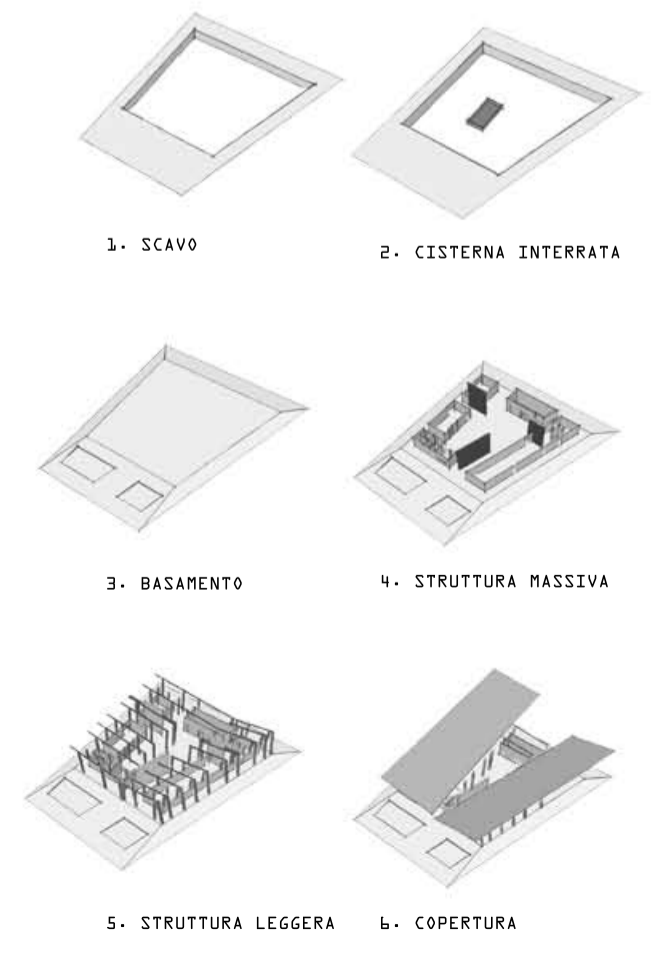 1. SCAVO
2. CISTERNA INTERRATA
3. BASAMENTO
4. STRUTTURA MASSIVA
5. STRUTTURA LEGGERA
6. COPERTURA